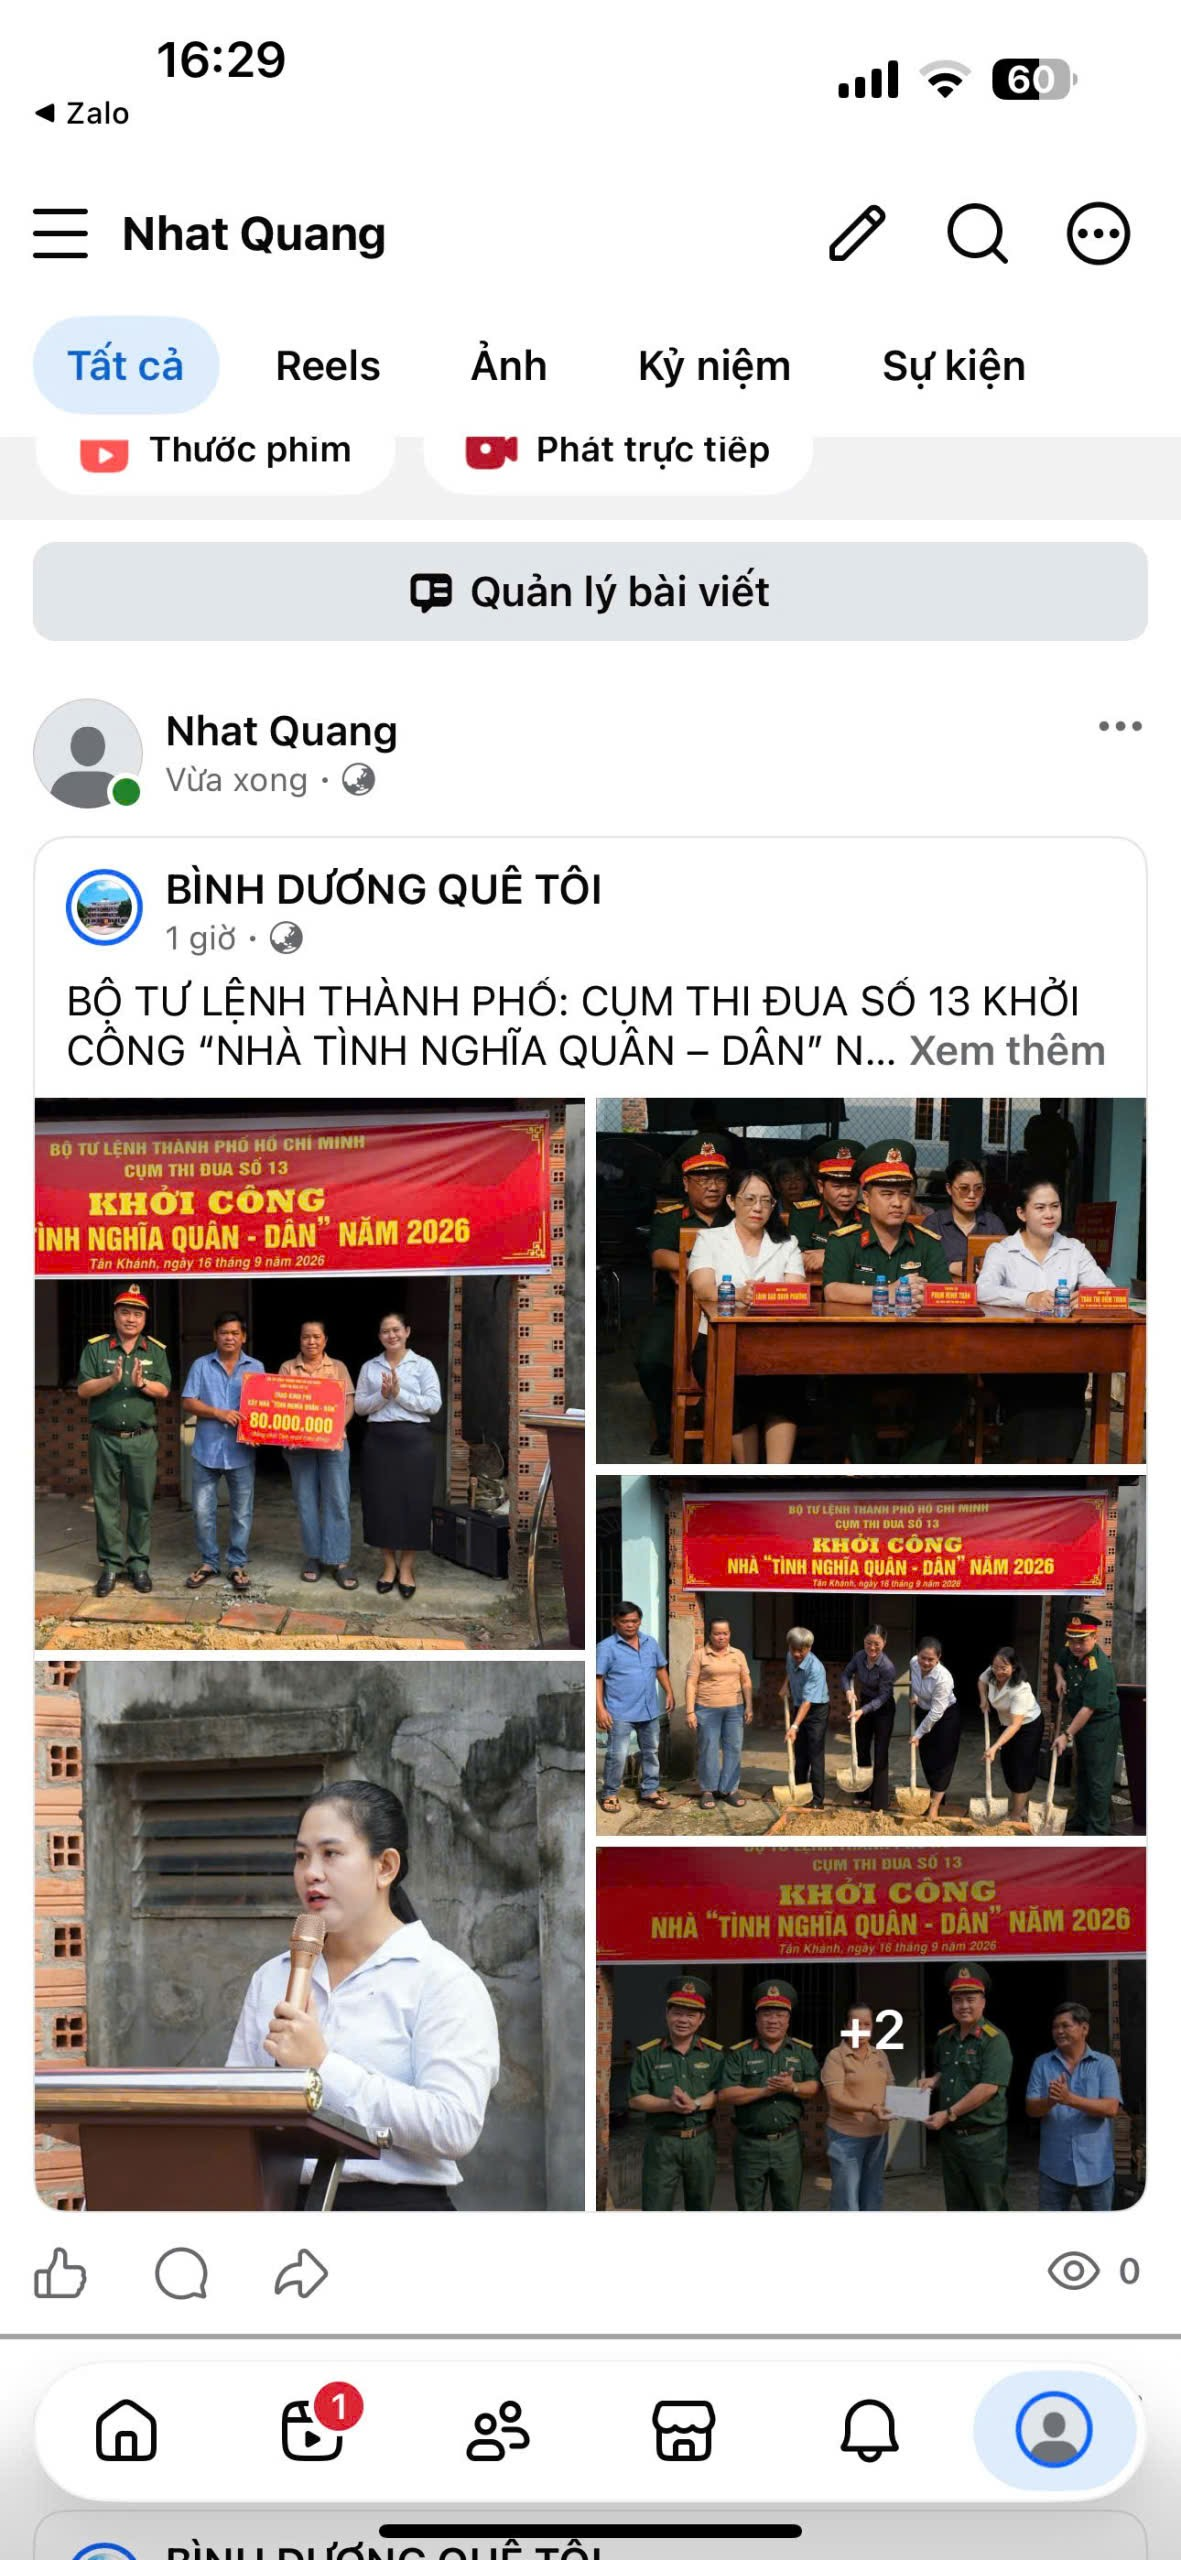 16:29
60
◀ Zalo
Nhat Quang
Tất cả
Reels
Ảnh
Kỷ niệm
Sự kiện
Thước phim
Phát trực tiếp
Quản lý bài viết
Nhat Quang
Vừa xong
BÌNH DƯƠNG QUÊ TÔI
1 giờ
BỘ TƯ LỆNH THÀNH PHỐ: CỤM THI ĐUA SỐ 13 KHỞI
CÔNG “NHÀ TÌNH NGHĨA QUÂN – DÂN” N... Xem thêm
BỘ TƯ LỆNH THÀNH PHỐ HỒ CHÍ MINH
CỤM THI ĐUA SỐ 13
KHỞI CÔNG
TÌNH NGHĨA QUÂN - DÂN” NĂM 2026
Tân Khánh, ngày 16 tháng 9 năm 2026
80.000.000
BỘ TƯ LỆNH THÀNH PHỐ HỒ CHÍ MINH
CỤM THI ĐUA SỐ 13
KHỞI CÔNG
NHÀ “TÌNH NGHĨA QUÂN - DÂN” NĂM 2026
Tân Khánh, ngày 16 tháng 9 năm 2026
CỤM THI ĐUA SỐ 13
KHỞI CÔNG
NHÀ “TÌNH NGHĨA QUÂN - DÂN” NĂM 2026
Tân Khánh, ngày 16 tháng 9 năm 2026
+2
0
1
BÌNH DƯƠNG QUÊ TÔI